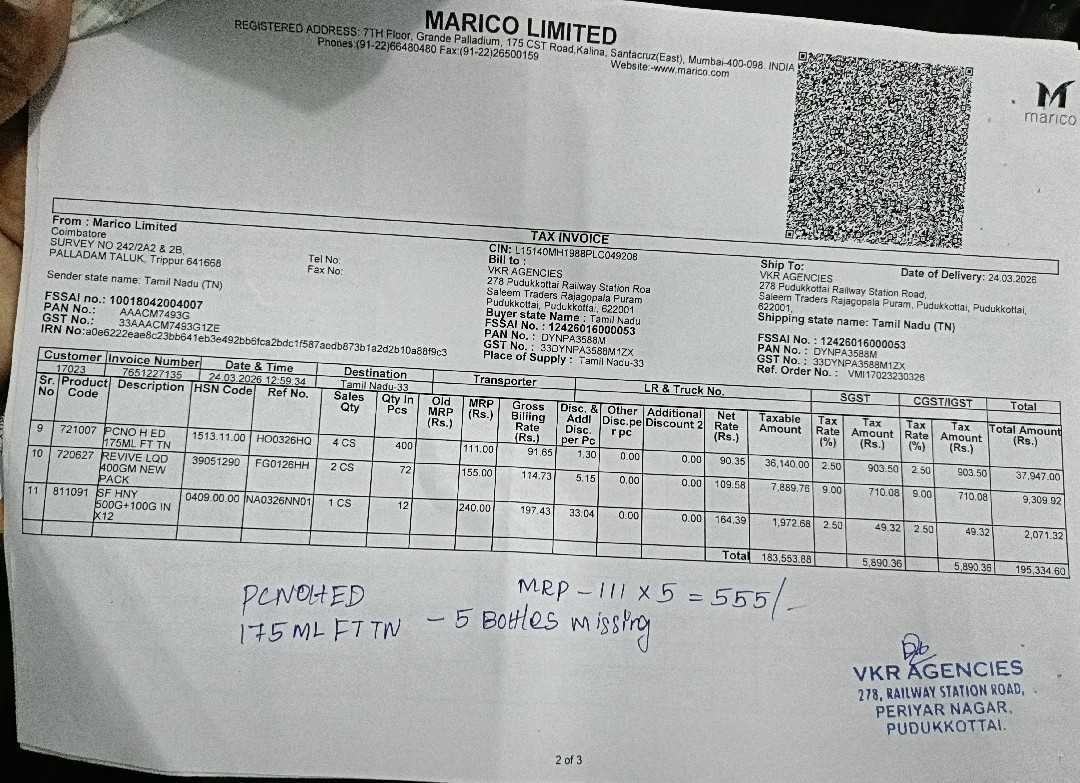 MARICO LIMITED
REGISTERED ADDRESS: 7TH Floor, Grande Palladium, 175 CST Road,Kalina, Santacruz(East), Mumbai-400-098. INDIA
Phones:(91-22)66480480 Fax:(91-22)26500159
Website:-www.marico.com
marico
TAX INVOICE
From : Marico Limited
Coimbatore
SURVEY NO 242/2A2 & 2B,
PALLADAM TALUK, Trippur 641668
Tel No:
Fax No:
Sender state name: Tamil Nadu (TN)
FSSAI no.: 10018042004007
PAN No.: AAACM7493G
GST No.: 33AAACM7493G1ZE
IRN No:a0e6222eae8c23bb641eb3e492bb5fca2bdc1f587acdb873b1a2d2b10a88f9c3
CIN: L15140MH1988PLC049208
Bill to :
VKR AGENCIES
278 Pudukkottai Railway Station Roa
Saleem Traders Rajagopala Puram
Pudukkottai, Pudukkottai, 622001
Buyer state Name : Tamil Nadu
FSSAI No. : 12426016000053
PAN No. : DYNPA3588M
GST No. : 33DYNPA3588M1ZX
Place of Supply : Tamil Nadu-33
Ship To:
Date of Delivery: 24.03.2026
VKR AGENCIES
278 Pudukkottai Railway Station Road,
Saleem Traders Rajagopala Puram, Pudukkottai, Pudukkottai,
622001,
Shipping state name: Tamil Nadu (TN)
FSSAI No. : 12426016000053
PAN No. : DYNPA3588M
GST No. : 33DYNPA3588M1ZX
Ref. Order No. : VMI17023230326
Customer Invoice Number Date & Time Destination Transporter LR & Truck No. SGST CGST/IGST Total
17023 7651227135 24.03.2026 12:59:34 Tamil Nadu-33
Sr. No Product Code Description HSN Code Ref No. Sales Qty Qty In Pcs Old MRP (Rs.) MRP (Rs.) Gross Billing Rate (Rs.) Disc. & Addl Disc. per Pc Other Disc.pe r pc Additional Discount 2 Net Rate (Rs.) Taxable Amount Tax Rate (%) Tax Amount (Rs.) Tax Rate (%) Tax Amount (Rs.) Total Amount (Rs.)
9 721007 PCNO H ED 175ML FT TN 1513.11.00 HO0326HQ 4 CS 400 111.00 91.65 1.30 0.00 0.00 90.35 36,140.00 2.50 903.50 2.50 903.50 37,947.00
10 720627 REVIVE LQD 400GM NEW PACK 39051290 FG0126HH 2 CS 72 155.00 114.73 5.15 0.00 0.00 109.58 7,889.76 9.00 710.08 9.00 710.08 9,309.92
11 811091 SF HNY 500G+100G IN X12 0409.00.00 NA0326NN01 1 CS 12 240.00 197.43 33.04 0.00 0.00 164.39 1,972.68 2.50 49.32 2.50 49.32 2,071.32
Total 183,553.88 5,890.36 5,890.36 195,334.60
PCNOHED MRP - 111 X 5 = 555/-
175 ML FT TN - 5 Bottles missing
VKR AGENCIES
278, RAILWAY STATION ROAD,
PERIYAR NAGAR,
PUDUKKOTTAI.
2 of 3